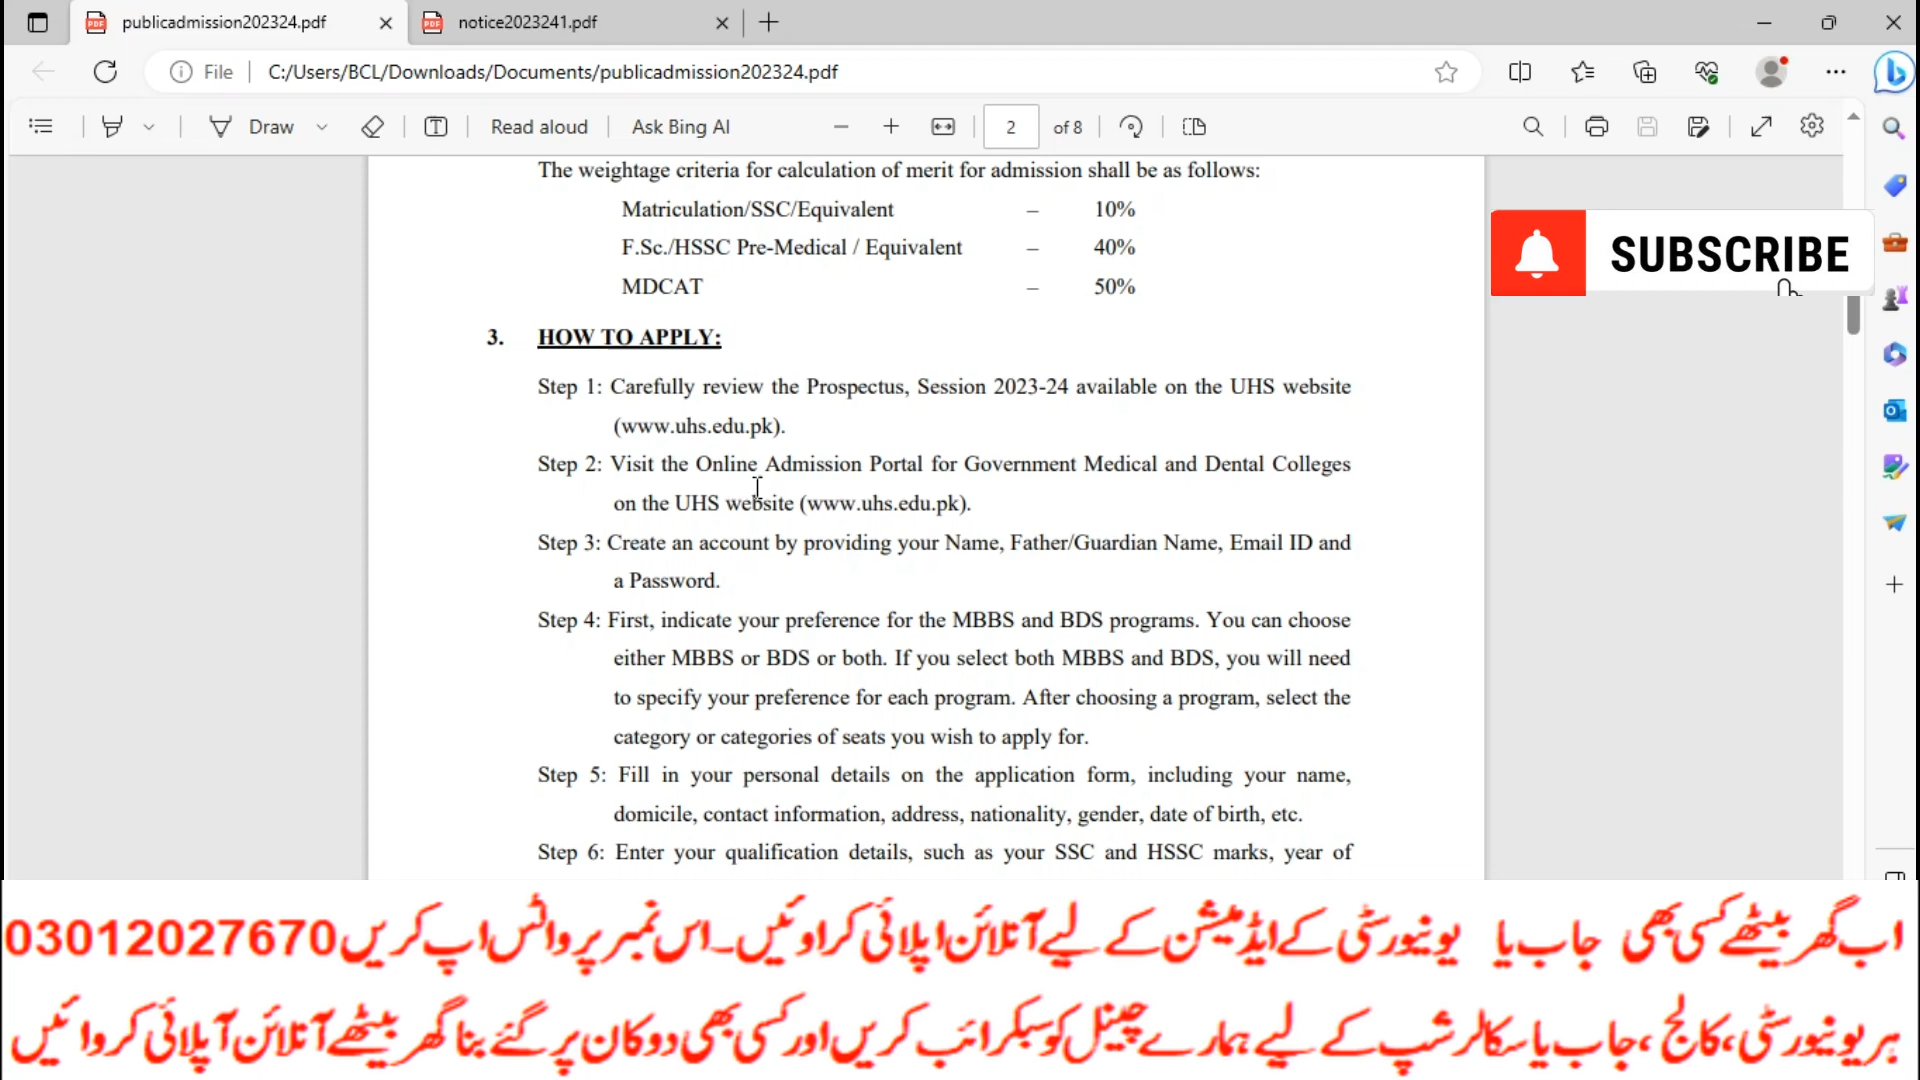 publicadmission202324.pdf
notice2023241.pdf
File
C:/Users/BCL/Downloads/Documents/publicadmission202324.pdf
Draw
Read aloud
Ask Bing AI
2
of 8
The weightage criteria for calculation of merit for admission shall be as follows:
Matriculation/SSC/Equivalent – 10%
F.Sc./HSSC Pre-Medical / Equivalent – 40%
MDCAT – 50%
SUBSCRIBE
3. HOW TO APPLY:
Step 1: Carefully review the Prospectus, Session 2023-24 available on the UHS website
(www.uhs.edu.pk).
Step 2: Visit the Online Admission Portal for Government Medical and Dental Colleges
on the UHS website (www.uhs.edu.pk).
Step 3: Create an account by providing your Name, Father/Guardian Name, Email ID and
a Password.
Step 4: First, indicate your preference for the MBBS and BDS programs. You can choose
either MBBS or BDS or both. If you select both MBBS and BDS, you will need
to specify your preference for each program. After choosing a program, select the
category or categories of seats you wish to apply for.
Step 5: Fill in your personal details on the application form, including your name,
domicile, contact information, address, nationality, gender, date of birth, etc.
Step 6: Enter your qualification details, such as your SSC and HSSC marks, year of
اب گھر بیٹھے کسی بھی جاب یا یونیورسٹی کے ایڈمیشن کے لیے آنلائن اپلائی کراوئیں۔ اس نمبر پر واٹس اپ کریں 03012027670
ہر یونیورسٹی، کالج ، جاب یا سکالرشپ کے لیے ہمارے چینل کو سبکرائب کریں اور کسی بھی دوکان پر گئے بنا گھر بیٹھے آنلائن آپلائی کروائیں